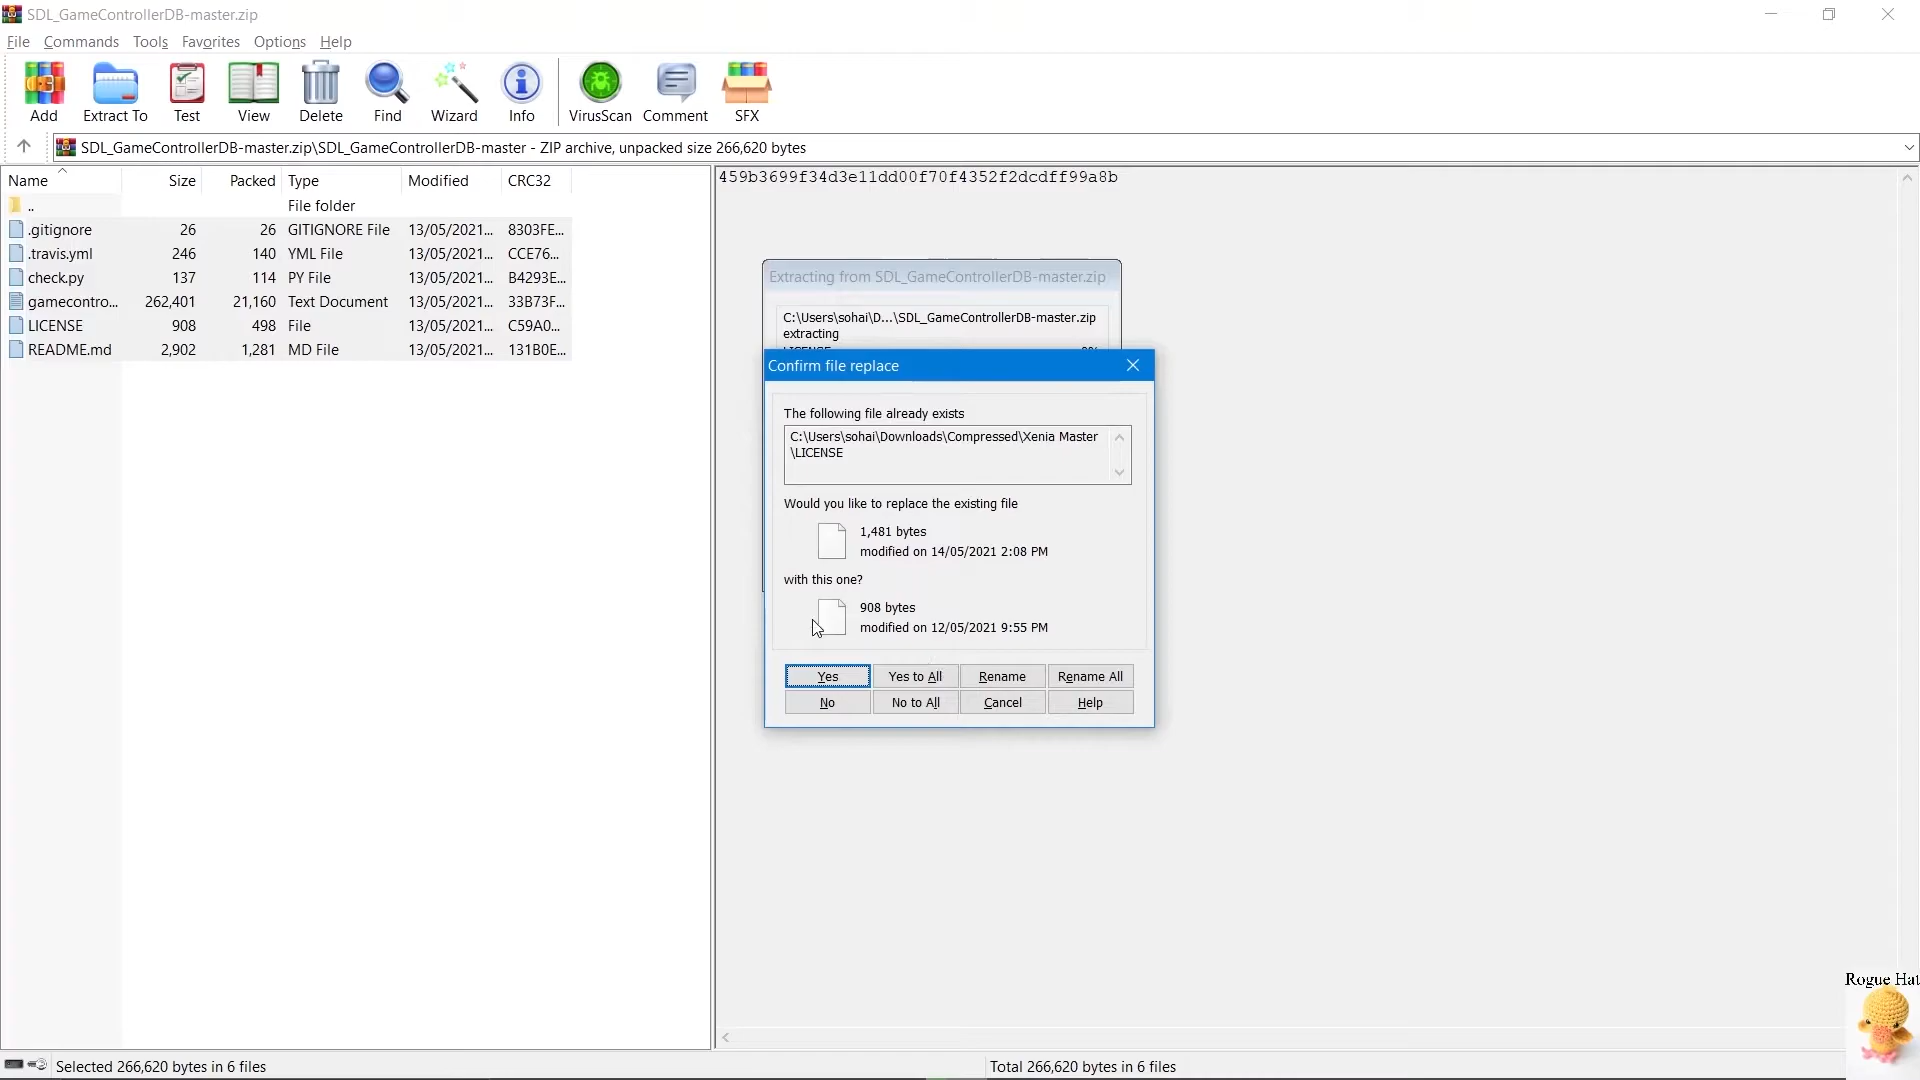 SDL_GameControllerDB-master.zip
File Commands Tools Favorites Options Help
Add Extract To Test View Delete Find Wizard Info VirusScan Comment SFX
SDL_GameControllerDB-master.zip\SDL_GameControllerDB-master - ZIP archive, unpacked size 266,620 bytes
Name Size Packed Type Modified CRC32
.. File folder
.gitignore 26 26 GITIGNORE File 13/05/2021... 8303FE...
.travis.yml 246 140 YML File 13/05/2021... CCE76...
check.py 137 114 PY File 13/05/2021... B4293E...
gamecontro... 262,401 21,160 Text Document 13/05/2021... 33B73F...
LICENSE 908 498 File 13/05/2021... C59A0...
README.md 2,902 1,281 MD File 13/05/2021... 131B0E...
459b3699f34d3e11dd00f70f4352f2dcdff99a8b
Extracting from SDL_GameControllerDB-master.zip
C:\Users\sohai\D...\SDL_GameControllerDB-master.zip
extracting
Confirm file replace
The following file already exists
C:\Users\sohai\Downloads\Compressed\Xenia Master
\LICENSE
Would you like to replace the existing file
1,481 bytes
modified on 14/05/2021 2:08 PM
with this one?
908 bytes
modified on 12/05/2021 9:55 PM
Yes Yes to All Rename Rename All
No No to All Cancel Help
Rogue Hat
Selected 266,620 bytes in 6 files
Total 266,620 bytes in 6 files